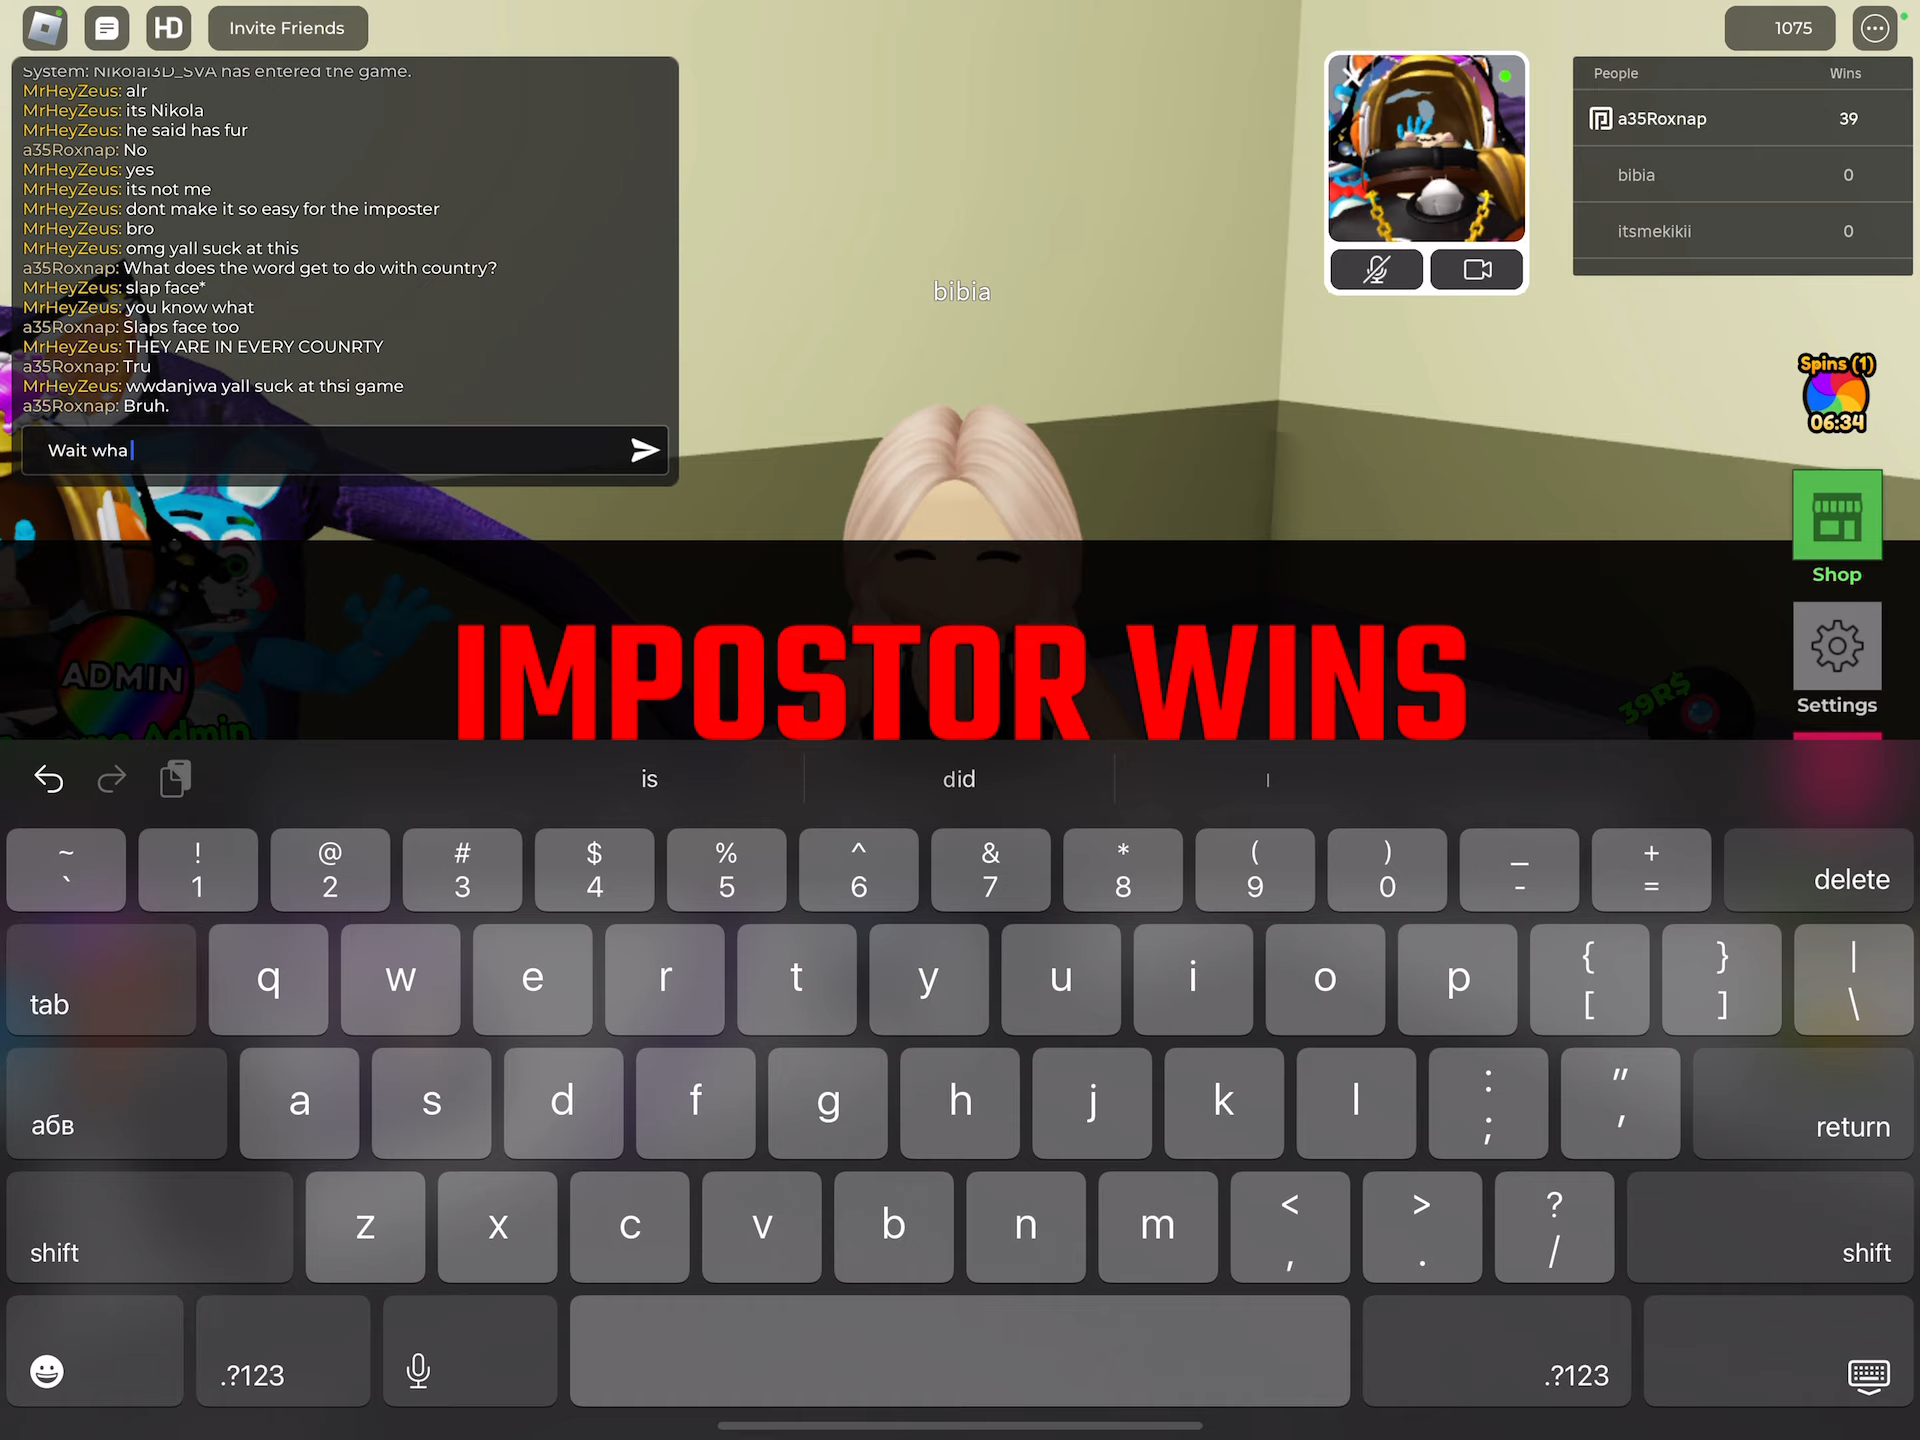 HD
Invite Friends
1075
System: Nikolai3D_SVA has entered the game.
MrHeyZeus: alr
MrHeyZeus: its Nikola
MrHeyZeus: he said has fur
a35Roxnap: No
MrHeyZeus: yes
MrHeyZeus: its not me
MrHeyZeus: dont make it so easy for the imposter
MrHeyZeus: bro
MrHeyZeus: omg yall suck at this
a35Roxnap: What does the word get to do with country?
MrHeyZeus: slap face*
MrHeyZeus: you know what
a35Roxnap: Slaps face too
MrHeyZeus: THEY ARE IN EVERY COUNRTY
a35Roxnap: Tru
MrHeyZeus: wwdanjwa yall suck at thsi game
a35Roxnap: Bruh.
Wait wha
People Wins
a35Roxnap 39
bibia 0
itsmekikii 0
bibia
Spins (1)
06:34
Shop
Settings
ADMIN
Admin
39R$
IMPOSTOR WINS
is did I
~ ! @ # $ % ^ & * ( ) _ +
` 1 2 3 4 5 6 7 8 9 0 - = delete
tab q w e r t y u i o p { } |
[ ] \
абв a s d f g h j k l : "
; ' return
shift z x c v b n m < > ?
, . / shift
.?123 .?123